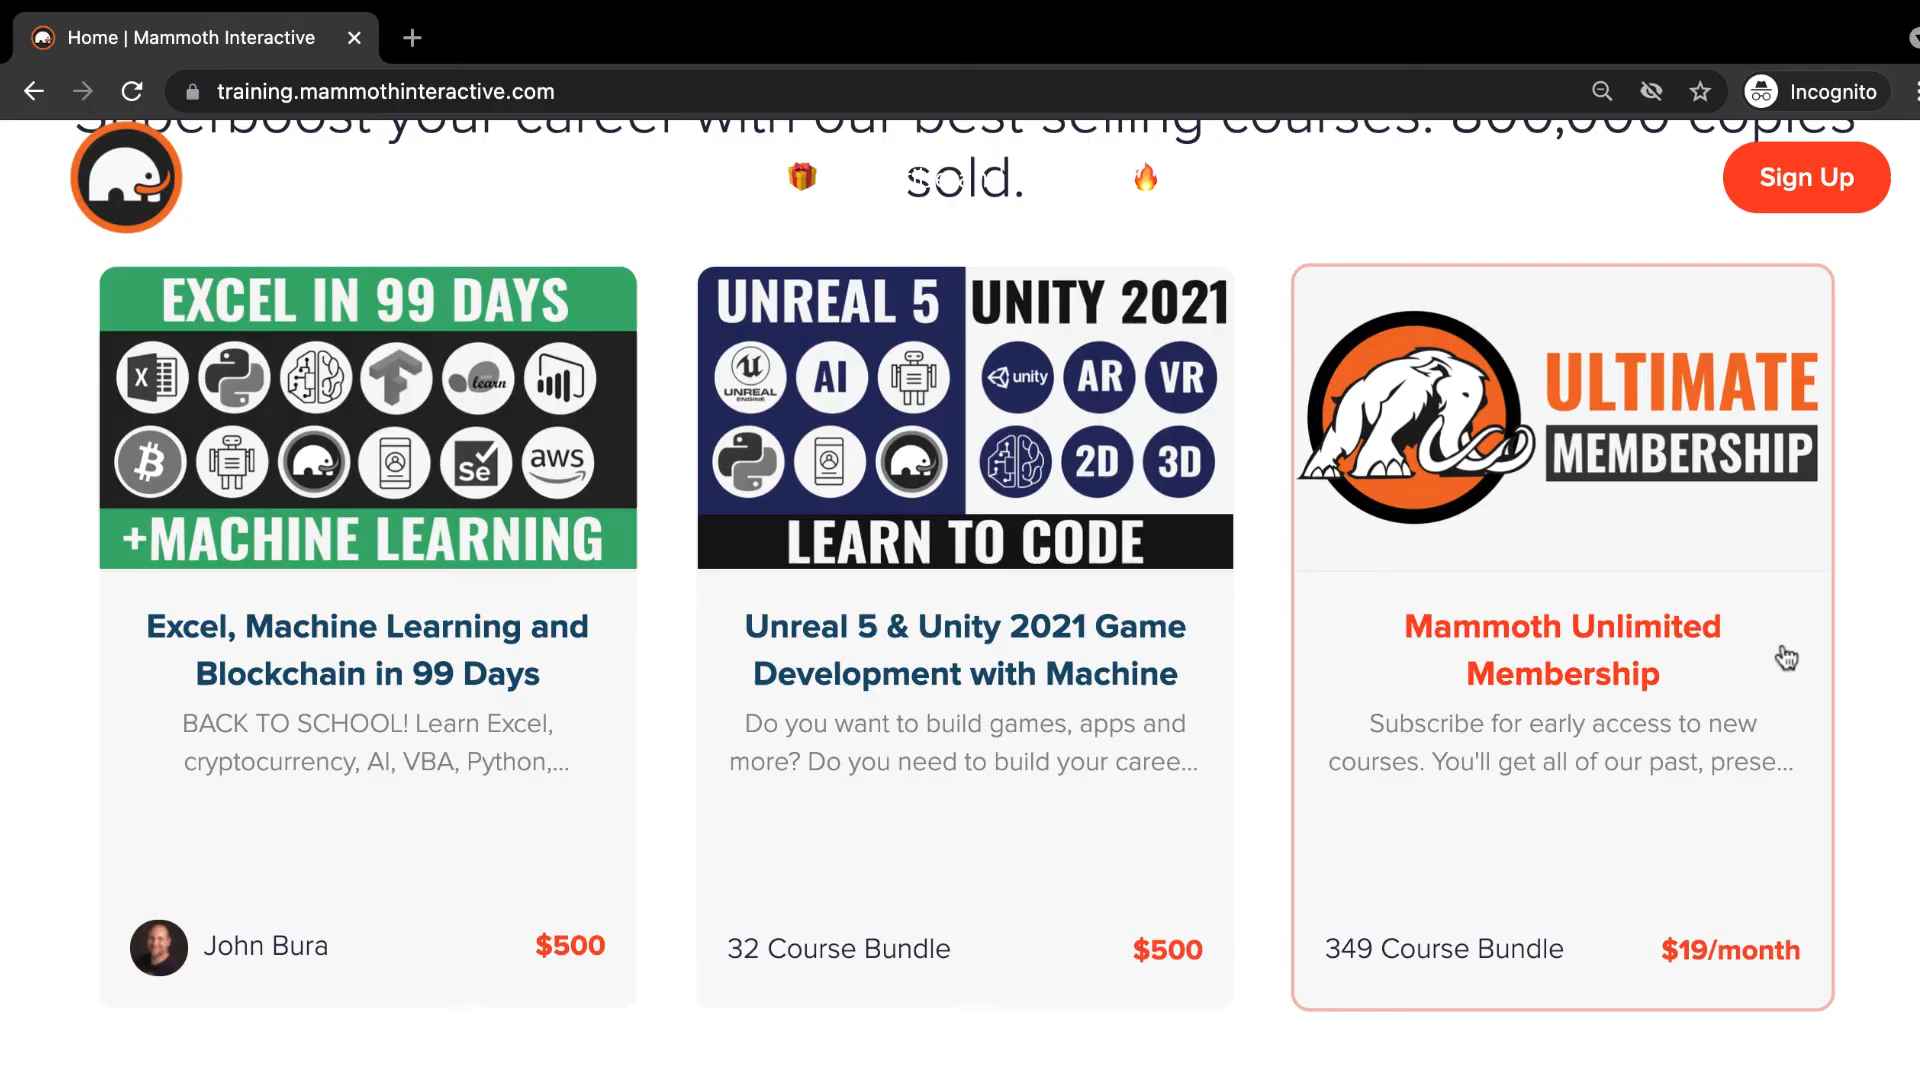 Home | Mammoth Interactive
training.mammothinteractive.com
Incognito
Superboost your career with our best selling courses. 800,000 copies
sold.
Sign Up
EXCEL IN 99 DAYS
X
learn
Se
aws
+MACHINE LEARNING
UNREAL 5
UNITY 2021
UNREAL
ENGINE
AI
unity
AR
VR
2D
3D
LEARN TO CODE
ULTIMATE
MEMBERSHIP
Excel, Machine Learning and
Blockchain in 99 Days
BACK TO SCHOOL! Learn Excel,
cryptocurrency, AI, VBA, Python,...
John Bura
$500
Unreal 5 & Unity 2021 Game
Development with Machine
Do you want to build games, apps and
more? Do you need to build your caree...
32 Course Bundle
$500
Mammoth Unlimited
Membership
Subscribe for early access to new
courses. You'll get all of our past, prese...
349 Course Bundle
$19/month